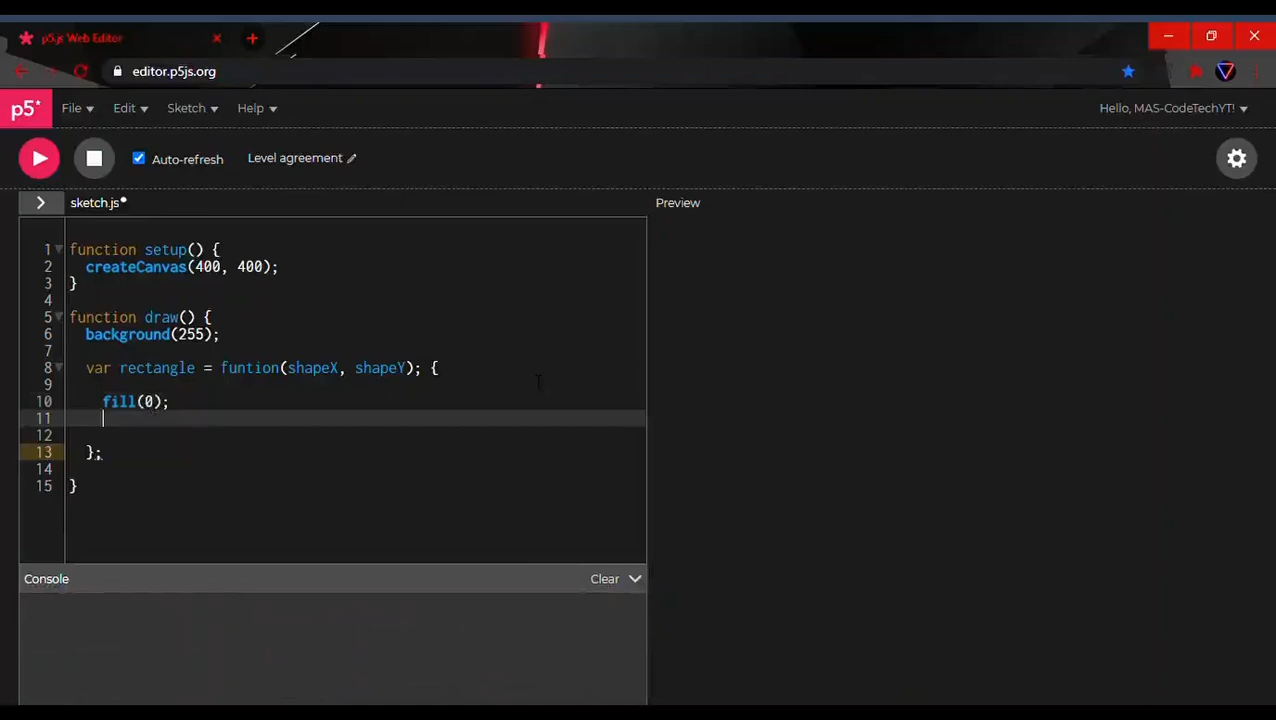 p5.js Web Editor
editor.p5js.org
p5* File Edit Sketch Help Hello, MAS-CodeTechYT!
Auto-refresh Level agreement
sketch.js Preview
1 function setup() {
2 createCanvas(400, 400);
3 }
4
5 function draw() {
6 background(255);
7
8 var rectangle = funtion(shapeX, shapeY); {
9
10 fill(0);
11
12
13 };
14
15 }
Console Clear